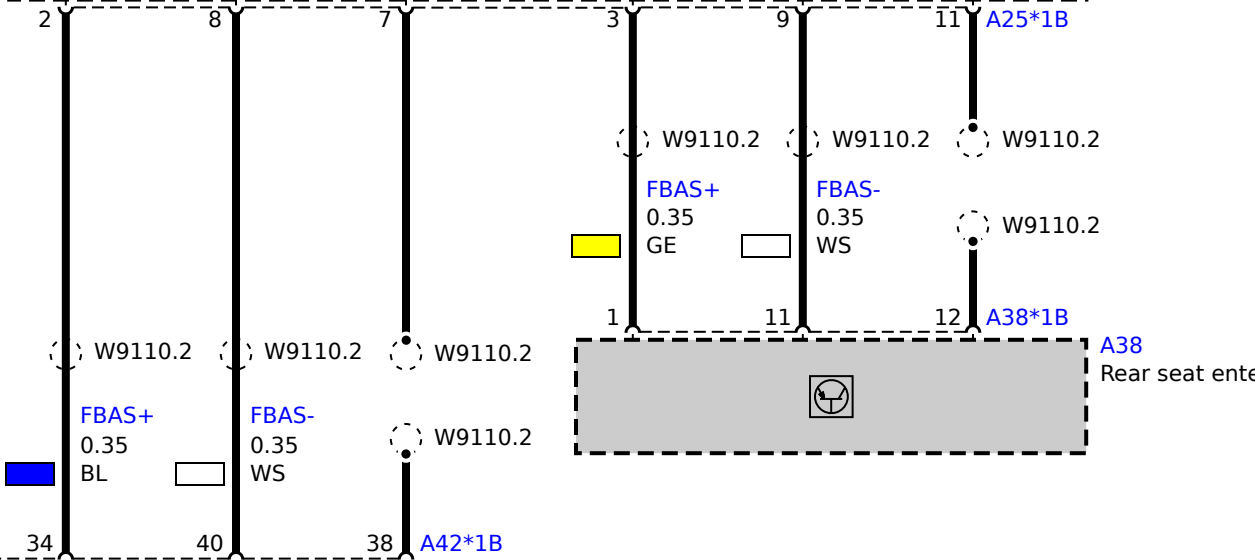 2 8 7 3 9 11 A25*1B
W9110.2 W9110.2 W9110.2
FBAS+ FBAS-
0.35 0.35 W9110.2
GE WS
1 11 12 A38*1B
A38
Rear seat
W9110.2 W9110.2 W9110.2
FBAS+ FBAS-
0.35 0.35 W9110.2
BL WS
34 40 38 A42*1B